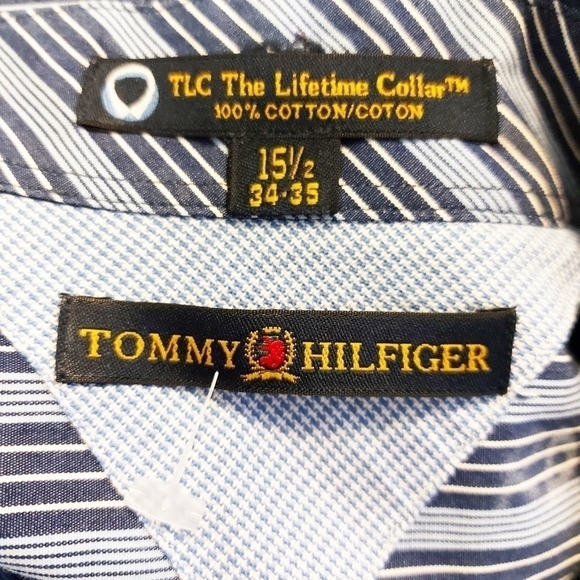 TLC The Lifetime Collar™
100% COTTON/COTON
15½
34-35
TOMMY HILFIGER